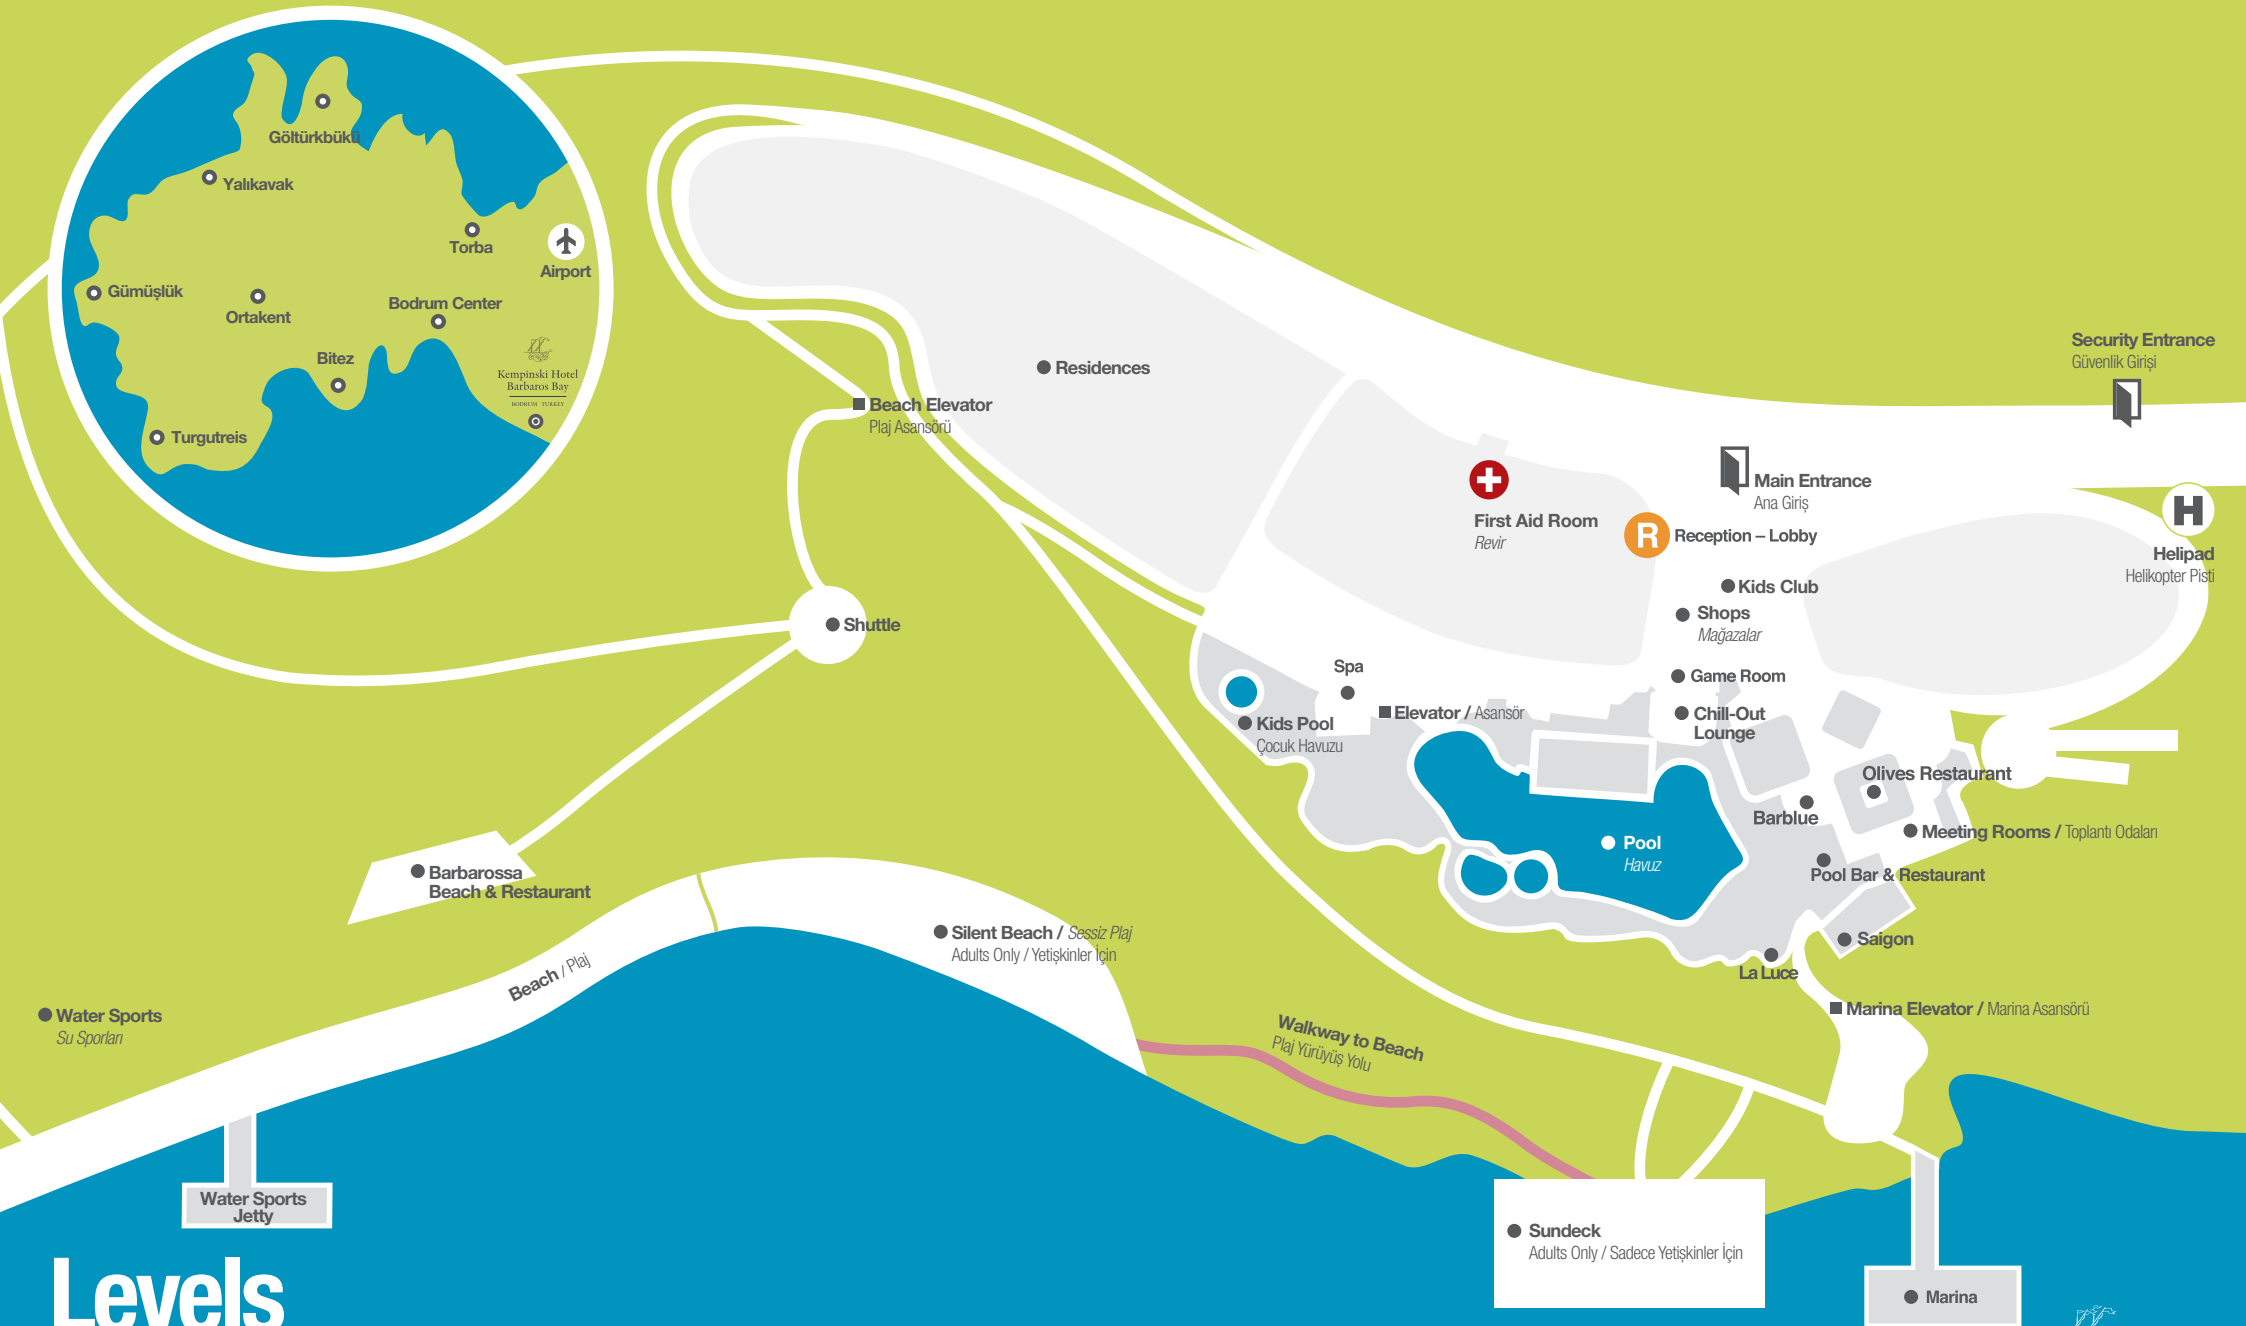 Göltürkbükü
Yalıkavak
Torba
Airport
Gümüşlük
Ortakent
Bodrum Center
Bitez
Kempinski Hotel
Barbaros Bay
BODRUM TURKEY
Turgutreis
Residences
Beach Elevator
Plaj Asansörü
Security Entrance
Güvenlik Girişi
Main Entrance
Ana Giriş
First Aid Room
Revir
R
Reception – Lobby
H
Helipad
Helikopter Pisti
Kids Club
Shops
Mağazalar
Shuttle
Spa
Game Room
Kids Pool
Çocuk Havuzu
Elevator / Asansör
Chill-Out
Lounge
Olives Restaurant
Barblue
Meeting Rooms / Toplantı Odaları
Pool
Havuz
Pool Bar & Restaurant
Barbarossa
Beach & Restaurant
Silent Beach / Sessiz Plaj
Adults Only / Yetişkinler İçin
Saigon
La Luce
Beach / Plaj
Marina Elevator / Marina Asansörü
Water Sports
Su Sporları
Walkway to Beach
Plaj Yürüyüş Yolu
Water Sports
Jetty
Sundeck
Adults Only / Sadece Yetişkinler İçin
Marina
Levels